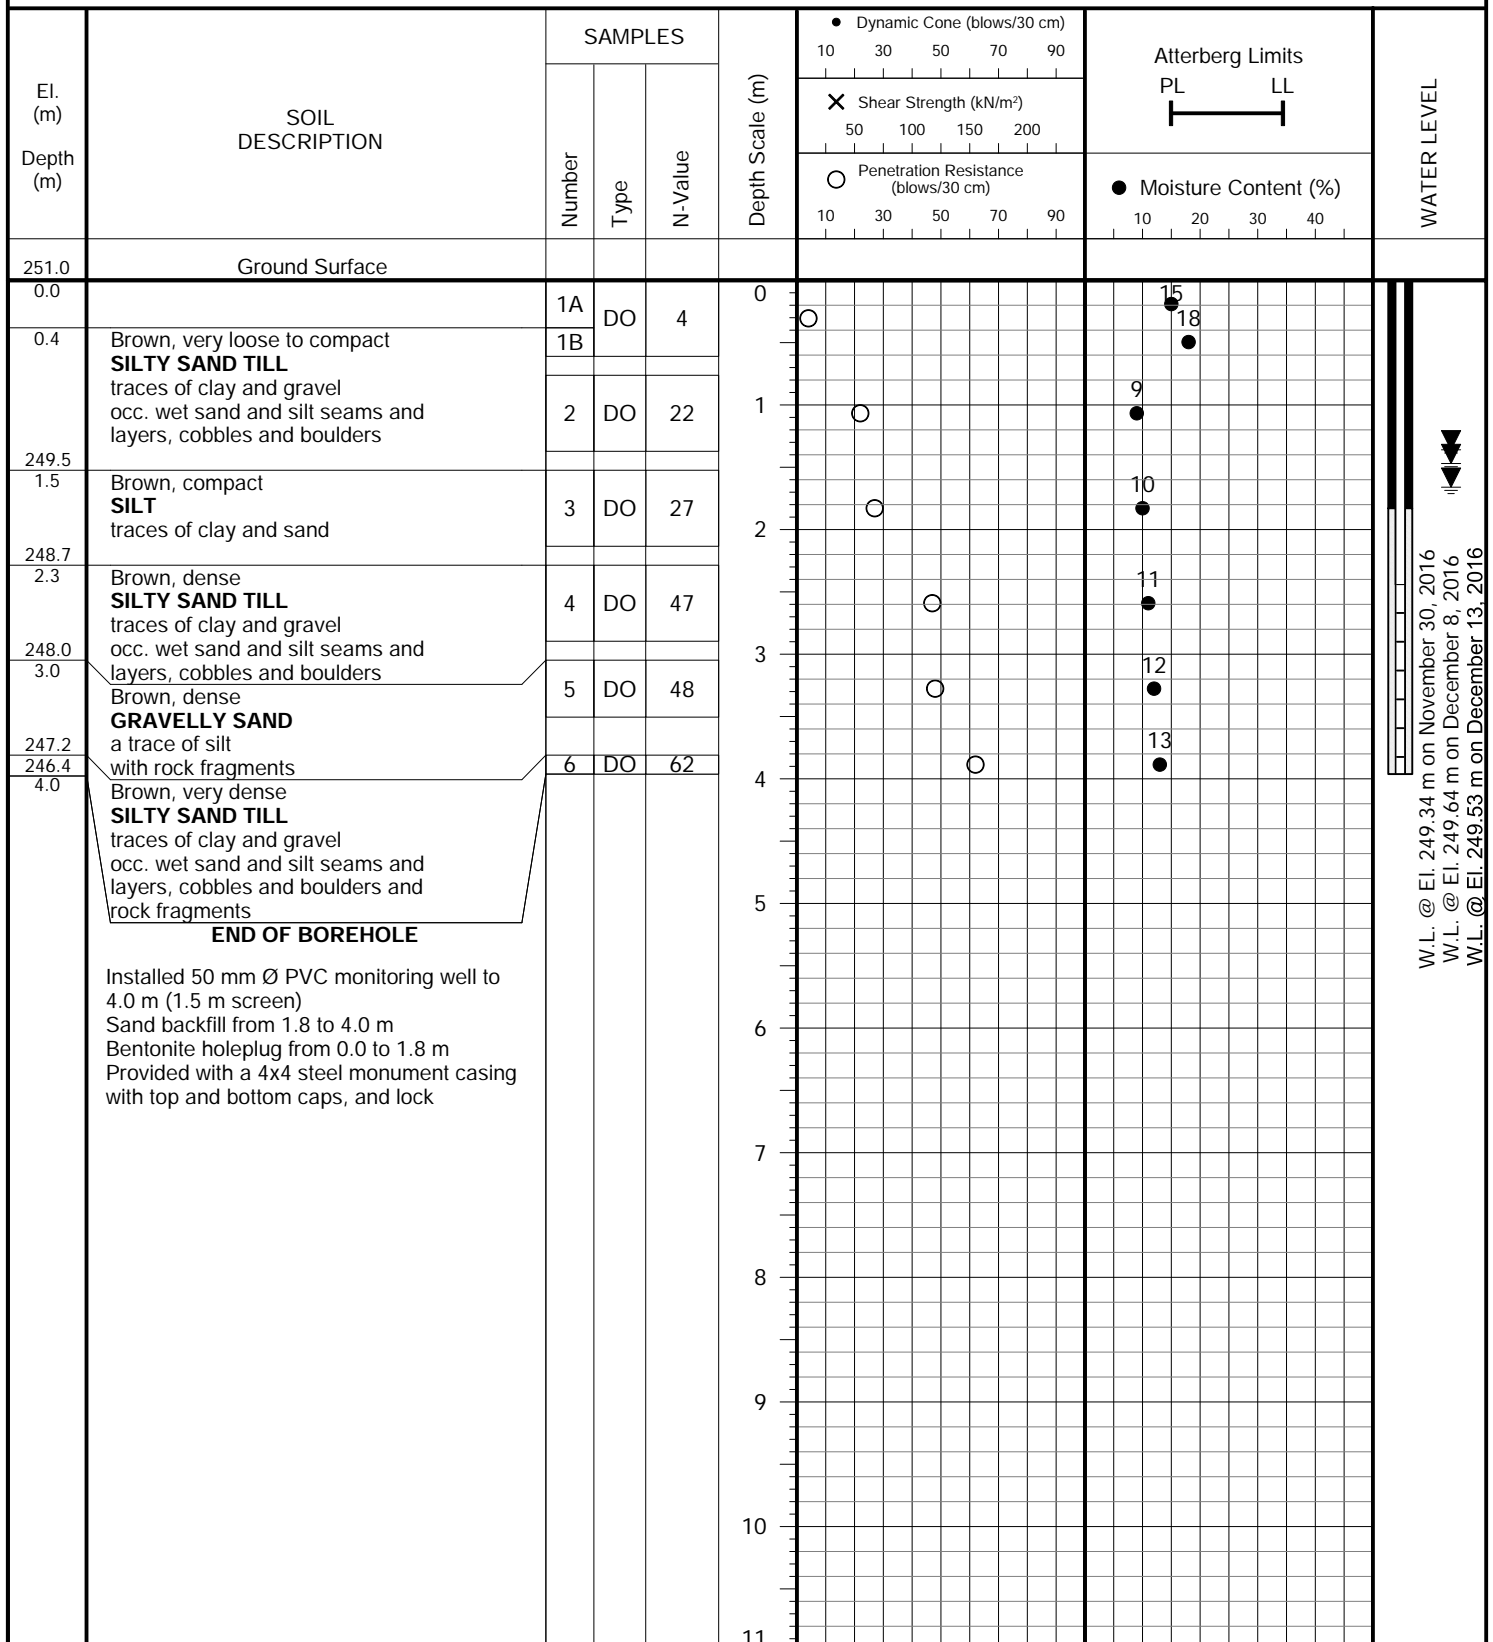 El.
(m)
Depth
(m)
SOIL
DESCRIPTION
SAMPLES
Number
Type
N-Value
Depth Scale (m)
Dynamic Cone (blows/30 cm)
10 30 50 70 90
Shear Strength (kN/m²)
50 100 150 200
Penetration Resistance
(blows/30 cm)
10 30 50 70 90
Atterberg Limits
PL LL
Moisture Content (%)
10 20 30 40
WATER LEVEL
251.0 Ground Surface
0.0
0.4 Brown, very loose to compact
SILTY SAND TILL
traces of clay and gravel
occ. wet sand and silt seams and
layers, cobbles and boulders
249.5
1.5 Brown, compact
SILT
traces of clay and sand
248.7
2.3 Brown, dense
SILTY SAND TILL
traces of clay and gravel
occ. wet sand and silt seams and
layers, cobbles and boulders
248.0
3.0
Brown, dense
GRAVELLY SAND
a trace of silt
with rock fragments
247.2
246.4
4.0
Brown, very dense
SILTY SAND TILL
traces of clay and gravel
occ. wet sand and silt seams and
layers, cobbles and boulders and
rock fragments
END OF BOREHOLE
Installed 50 mm Ø PVC monitoring well to
4.0 m (1.5 m screen)
Sand backfill from 1.8 to 4.0 m
Bentonite holeplug from 0.0 to 1.8 m
Provided with a 4x4 steel monument casing
with top and bottom caps, and lock
1A
1B
DO 4
2 DO 22
3 DO 27
4 DO 47
5 DO 48
6 DO 62
0
1
2
3
4
5
6
7
8
9
10
11
15
18
9
10
11
12
13
W.L. @ El. 249.34 m on November 30, 2016
W.L. @ El. 249.64 m on December 8, 2016
W.L. @ El. 249.53 m on December 13, 2016